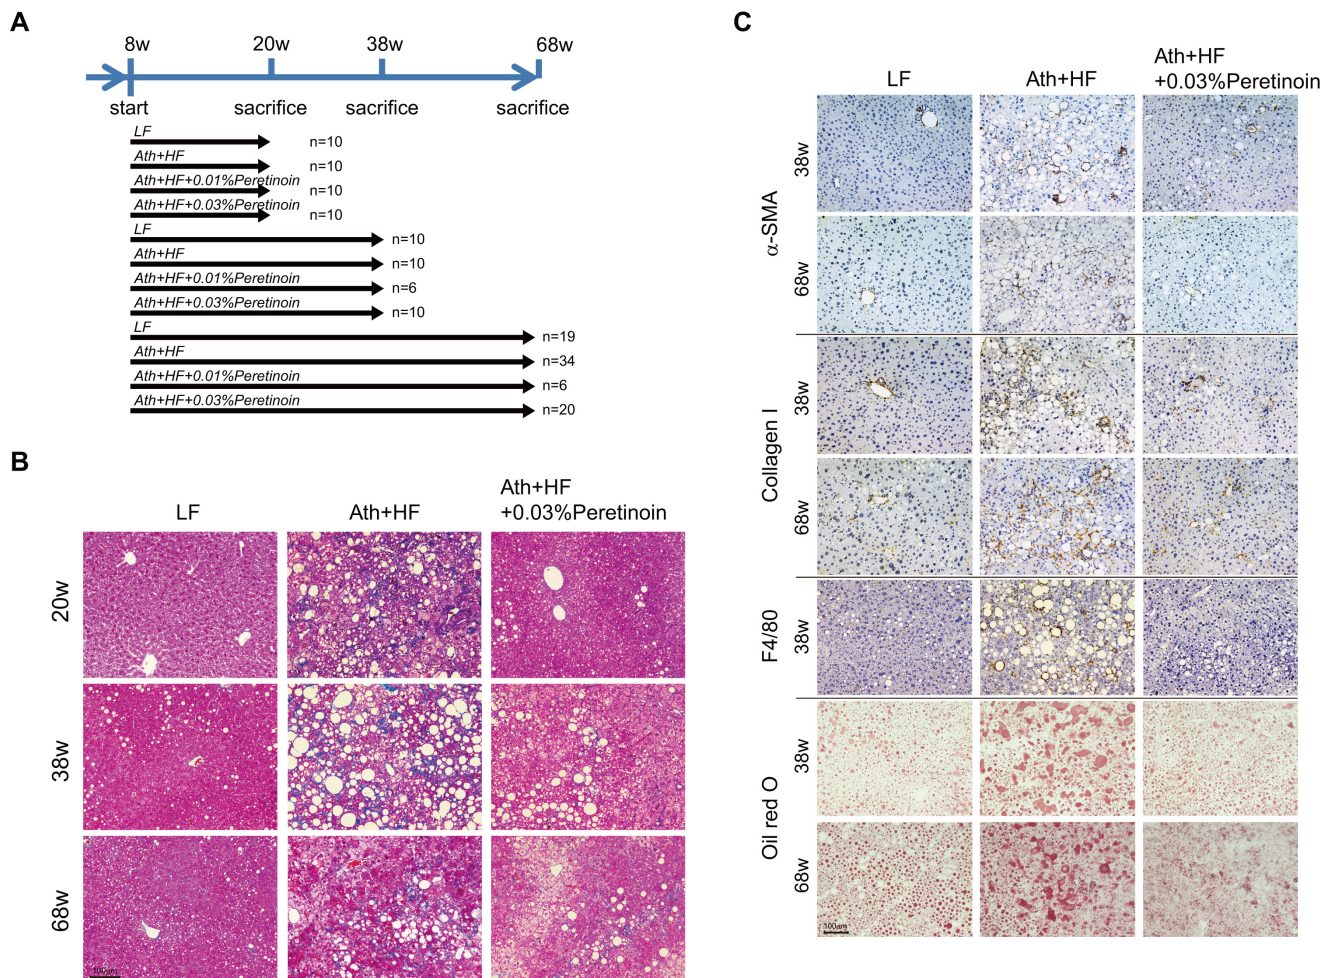 A
8w
20w
38w
68w
start
sacrifice
sacrifice
sacrifice
LF
n=10
Ath+HF
n=10
Ath+HF+0.01%Peretinoin
n=10
Ath+HF+0.03%Peretinoin
n=10
LF
n=10
Ath+HF
n=10
Ath+HF+0.01%Peretinoin
n=6
Ath+HF+0.03%Peretinoin
n=10
LF
n=19
Ath+HF
n=34
Ath+HF+0.01%Peretinoin
n=6
Ath+HF+0.03%Peretinoin
n=20
B
LF
Ath+HF
Ath+HF
+0.03%Peretinoin
20w
38w
68w
100μm
C
LF
Ath+HF
Ath+HF
+0.03%Peretinoin
α-SMA
38w
68w
Collagen I
38w
68w
F4/80
38w
Oil red O
38w
68w
100μm